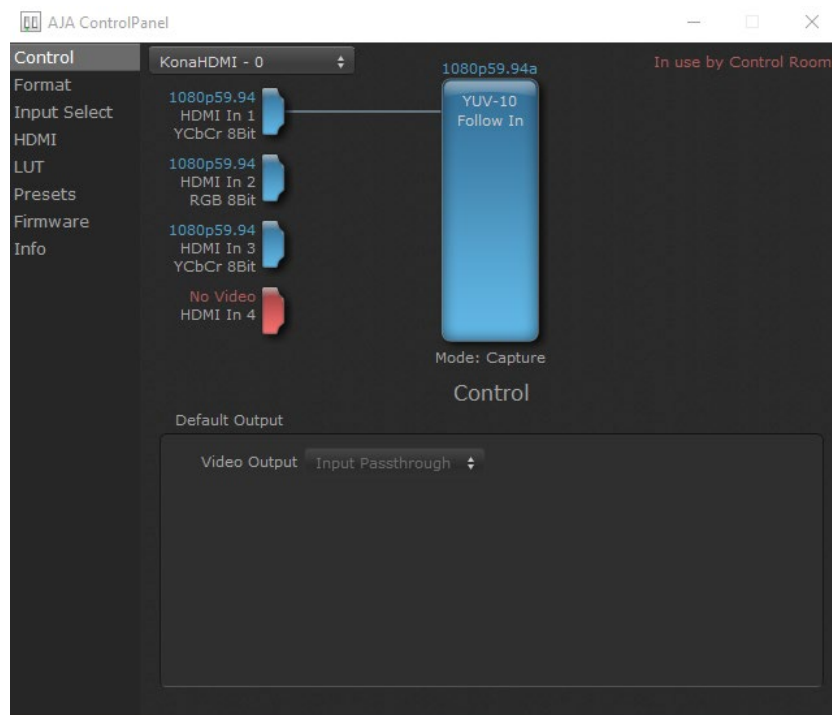 AJA ControlPanel
Control
Format
Input Select
HDMI
LUT
Presets
Firmware
Info
KonaHDMI - 0
In use by Control Room
1080p59.94
HDMI In 1
YCbCr 8Bit
1080p59.94
HDMI In 2
RGB 8Bit
1080p59.94
HDMI In 3
YCbCr 8Bit
No Video
HDMI In 4
1080p59.94a
YUV-10
Follow In
Mode: Capture
Control
Default Output
Video Output Input Passthrough